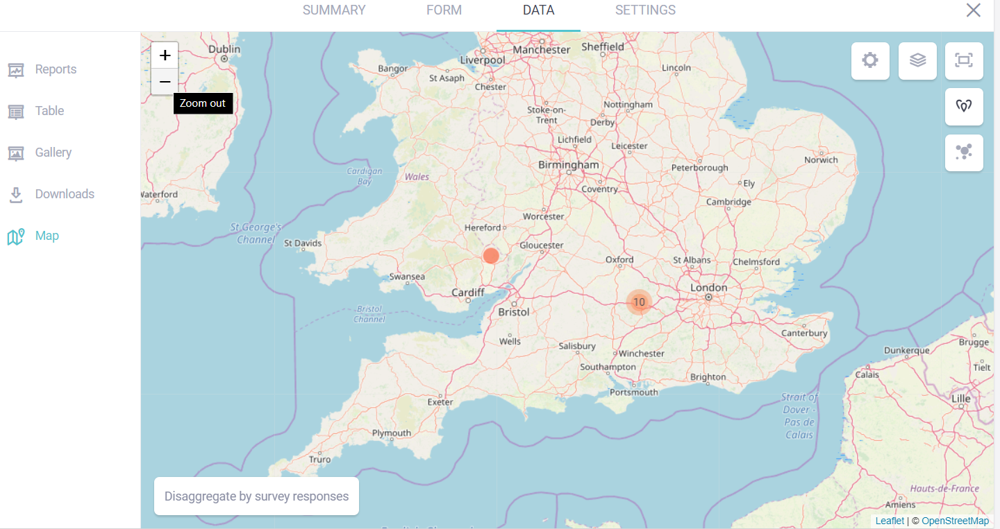 SUMMARY FORM DATA SETTINGS
Reports
Table
Gallery
Downloads
Map
+
−
Zoom out
Dublin
Manchester
Sheffield
Liverpool
Bangor
St Asaph
Chester
Lincoln
Stoke-on-
Trent
Nottingham
Derby
Lichfield
Leicester
Birmingham
Peterborough
Norwich
Cardigan
Bay
Wales
Coventry
Ely
Cambridge
Waterford
Worcester
St George's
Channel
Hereford
St Davids
Gloucester
Oxford
St Albans
Chelmsford
Swansea
Cardiff
London
10
Bristol
Channel
Bristol
Wells
Salisbury
Winchester
Canterbury
Southampton
Brighton
Portsmouth
Dunkerque
Brugge
Calais
Tielt
Exeter
Strait of
Dover -
Pas de
Calais
Lille
Plymouth
Truro
Disaggregate by survey responses
Hauts-de-France
Amiens
Leaflet | © OpenStreetMap